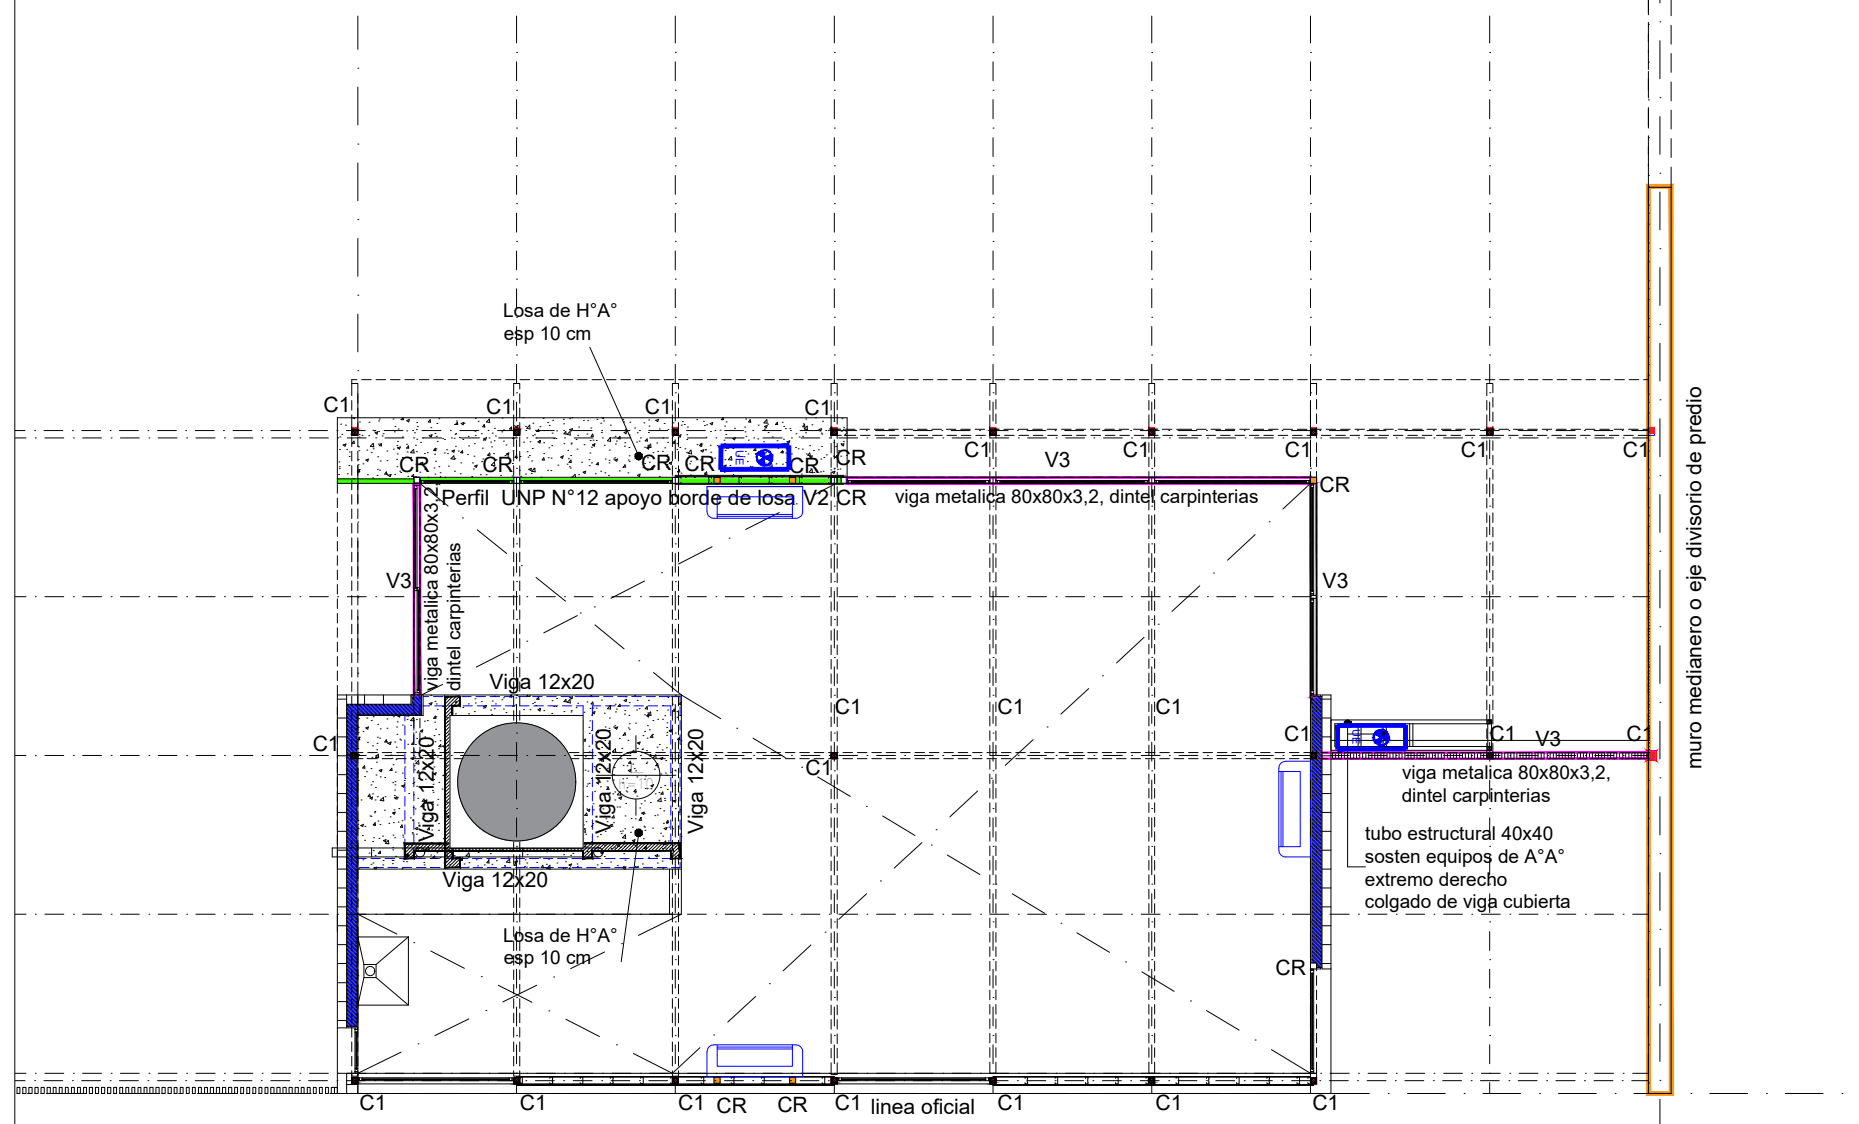 Losa de H°A°
esp 10 cm
C1
C1
C1
C1
C1
C1
C1
C1
C1
V3
CR
CR
CR
CR
CR
CR
UE
CR
Perfil UNP N°12 apoyo borde de losa V2
CR
viga metalica 80x80x3,2, dintel carpinterias
V3
viga metalica 80x80x3,2,
dintel carpinterias
V3
muro medianero o eje divisorio de predio
Viga 12x20
C1
C1
C1
C1
C1
C1
V3
C1
UE
C1
Viga 12x20
Viga 12x20
Viga 12x20
viga metalica 80x80x3,2,
dintel carpinterias
tubo estructural 40x40
sosten equipos de A°A°
extremo derecho
colgado de viga cubierta
Viga 12x20
Losa de H°A°
esp 10 cm
CR
C1
C1
C1
CR
CR
C1
linea oficial
C1
C1
C1